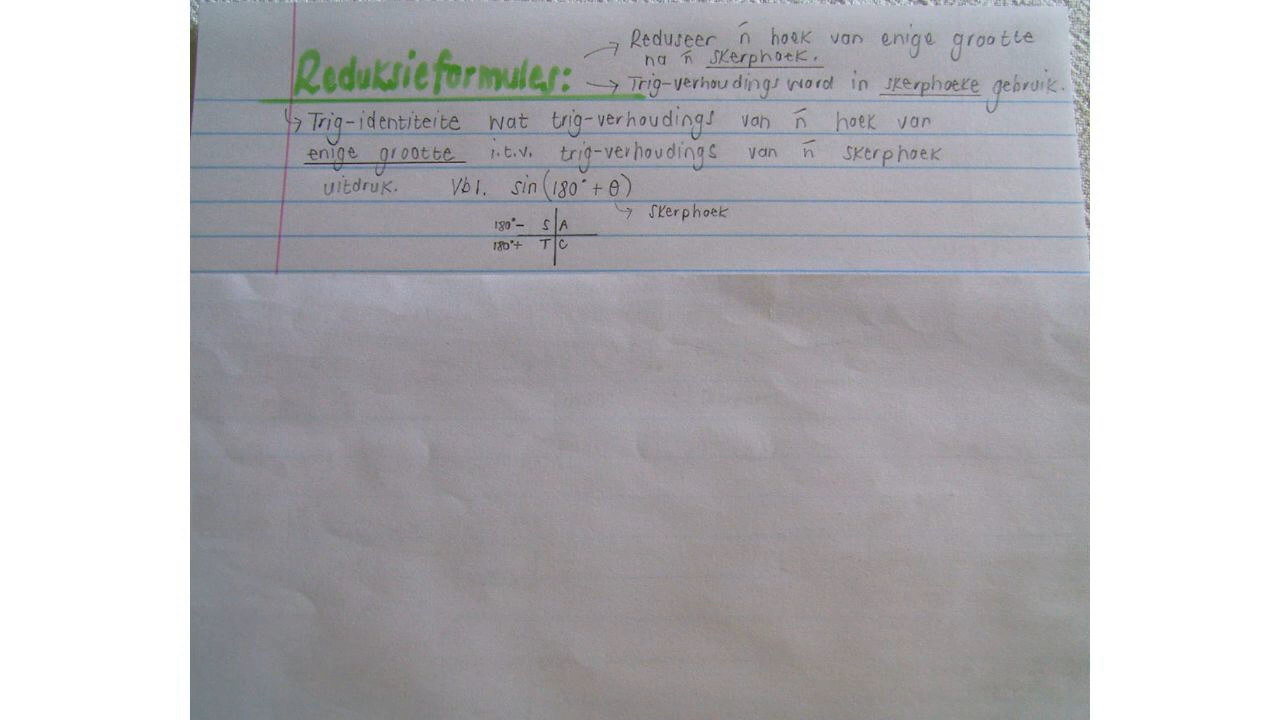 Reduksieformules:
→ Reduseer ń hoek van enige grootte
na ń skerphoek.
→ Trig-verhoudings word in skerphoeke gebruik.
↳ Trig-identiteite wat trig-verhoudings van ń hoek van
enige grootte i.t.v. trig-verhoudings van ń skerphoek
uitdruk. Vb1. sin(180° + θ)
↳ skerphoek
180°- S A
180°+ T C